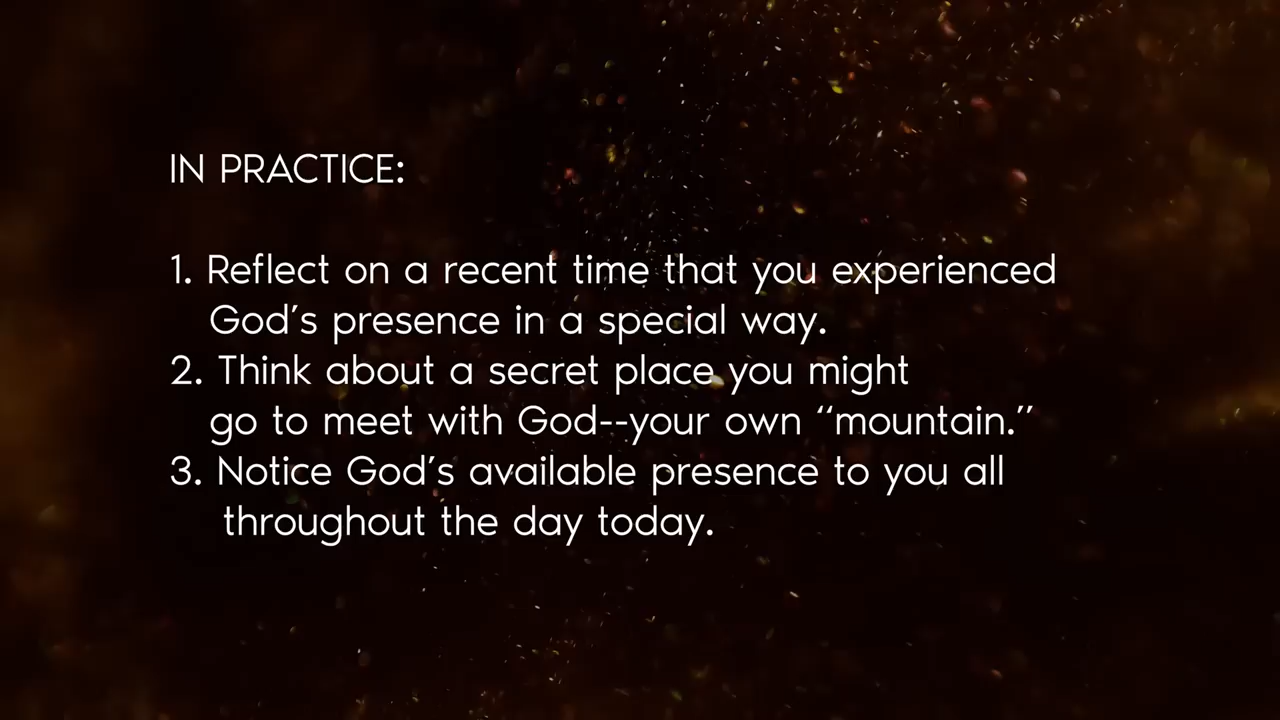 IN PRACTICE:
1. Reflect on a recent time that you experienced
God's presence in a special way.
2. Think about a secret place you might
go to meet with God--your own “mountain.”
3. Notice God's available presence to you all
throughout the day today.